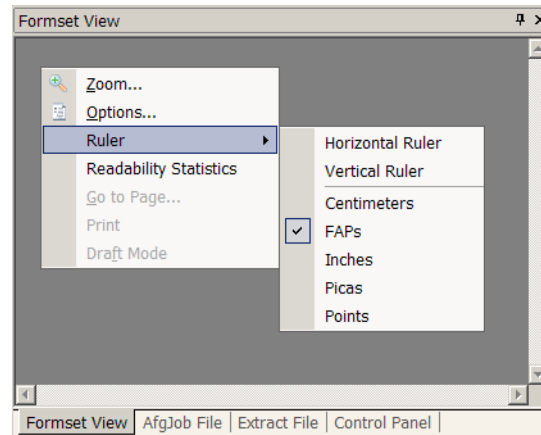 Formset View
Zoom...
Options...
Ruler
Readability Statistics
Go to Page...
Print
Draft Mode
Horizontal Ruler
Vertical Ruler
Centimeters
FAPs
Inches
Picas
Points
Formset View AfgJob File Extract File Control Panel